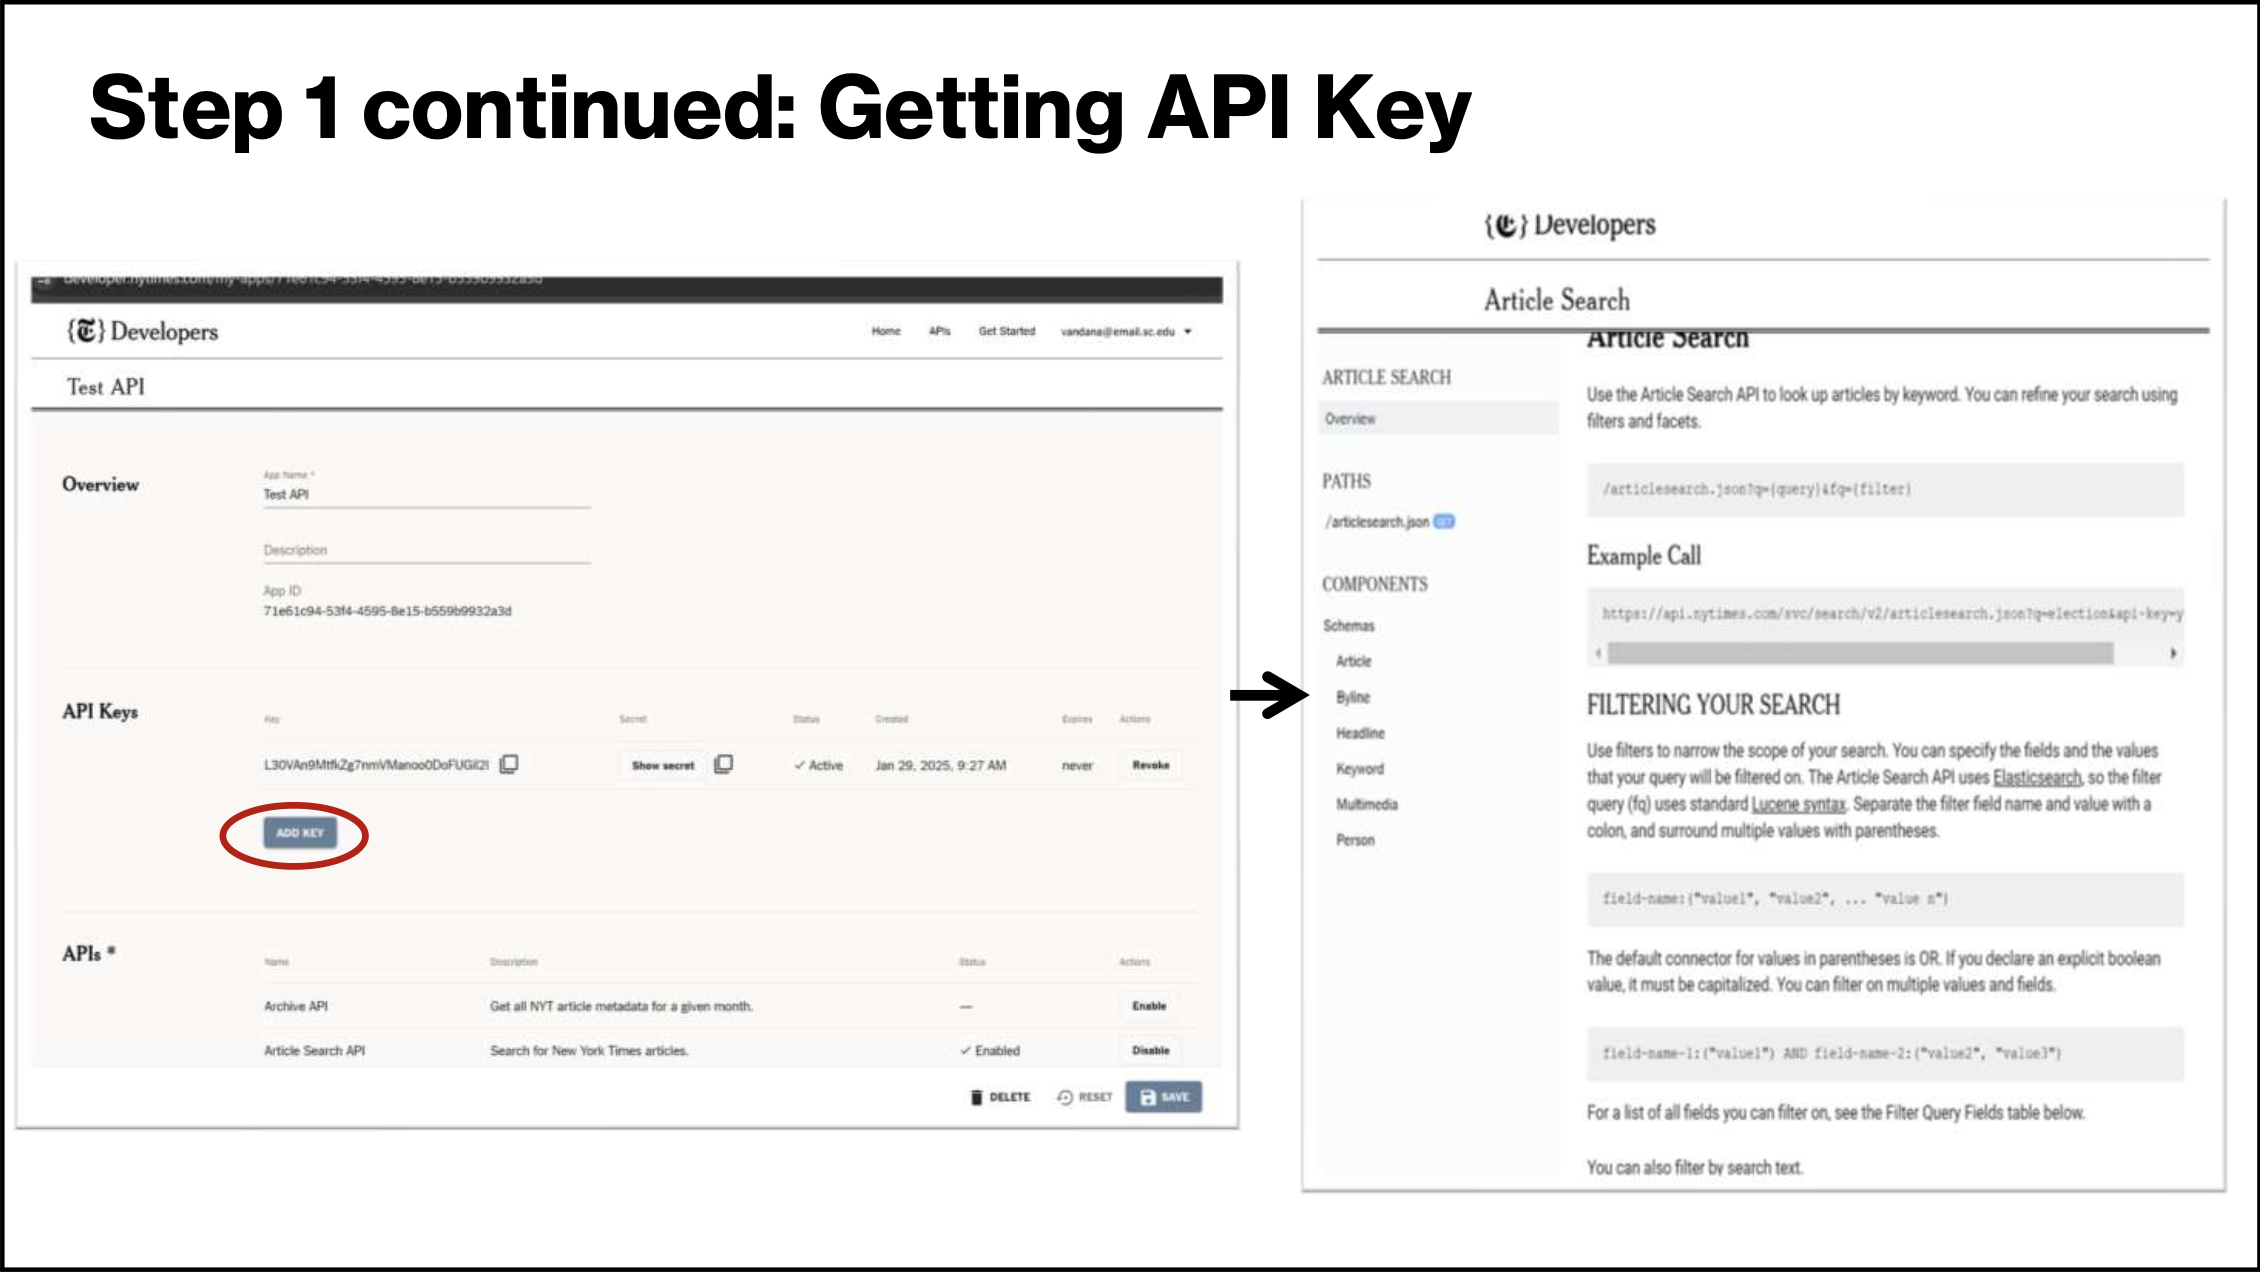 Step 1 continued: Getting API Key
developer.nytimes.com/my-apps/71e61c94-53f4-4595-8e15-b559b9932a3d
{T} Developers
Home APIs Get Started vandana@email.sc.edu
Test API
Overview
App Name *
Test API
Description
App ID
71e61c94-53f4-4595-8e15-b559b9932a3d
API Keys
Key Secret Status Created Expires Actions
Show secret ✓ Active Jan 29, 2025, 9:27 AM never Revoke
ADD KEY
APIs *
Name Description Status Actions
Archive API Get all NYT article metadata for a given month. — Enable
Article Search API Search for New York Times articles. ✓ Enabled Disable
DELETE RESET SAVE
{T} Developers
Article Search
ARTICLE SEARCH
Overview
PATHS
/articlesearch.json GET
COMPONENTS
Schemas
Article
Byline
Headline
Keyword
Multimedia
Person
Article Search
Use the Article Search API to look up articles by keyword. You can refine your search using
filters and facets.
/articlesearch.json?q={query}&fq={filter}
Example Call
https://api.nytimes.com/svc/search/v2/articlesearch.json?q=election&api-key=y
FILTERING YOUR SEARCH
Use filters to narrow the scope of your search. You can specify the fields and the values
that your query will be filtered on. The Article Search API uses Elasticsearch, so the filter
query (fq) uses standard Lucene syntax. Separate the filter field name and value with a
colon, and surround multiple values with parentheses.
field-name:("value1", "value2", ... "value n")
The default connector for values in parentheses is OR. If you declare an explicit boolean
value, it must be capitalized. You can filter on multiple values and fields.
field-name-1:("value1") AND field-name-2:("value2", "value3")
For a list of all fields you can filter on, see the Filter Query Fields table below.
You can also filter by search text.